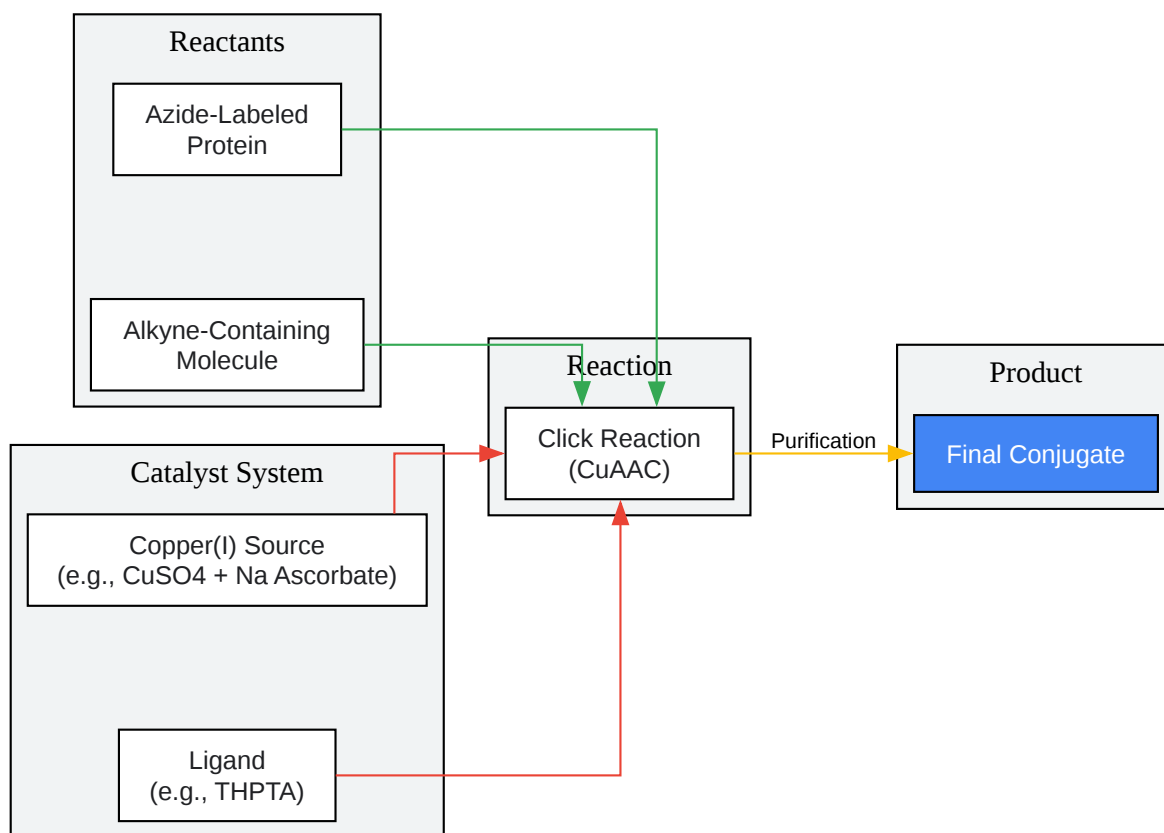 Reactants
Azide-Labeled
Protein
Alkyne-Containing
Molecule
Catalyst System
Copper(I) Source
(e.g., CuSO4 + Na Ascorbate)
Ligand
(e.g., THPTA)
Reaction
Click Reaction
(CuAAC)
Purification
Product
Final Conjugate